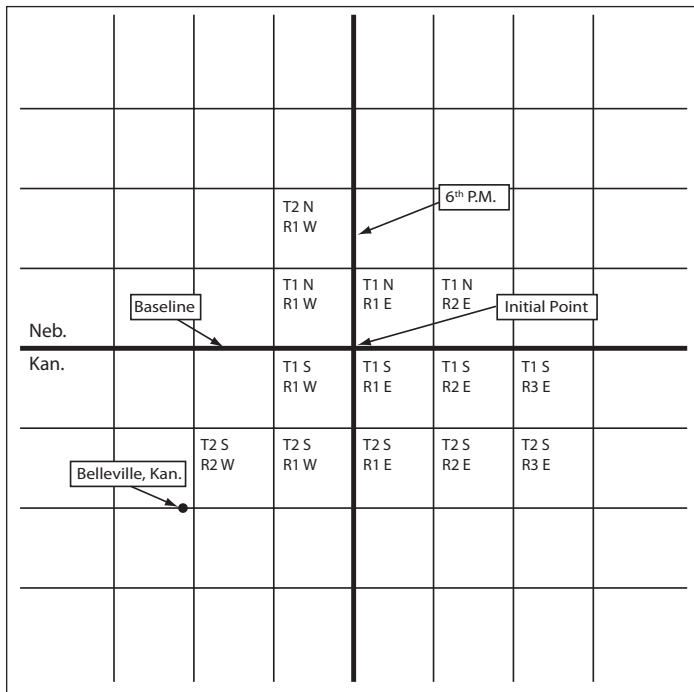 6th P.M.
T2 N
R1 W
T1 N
R1 W
T1 N
R1 E
T1 N
R2 E
Baseline
Initial Point
Neb.
Kan.
T1 S
R1 W
T1 S
R1 E
T1 S
R2 E
T1 S
R3 E
T2 S
R2 W
T2 S
R1 W
T2 S
R1 E
T2 S
R2 E
T2 S
R3 E
Belleville, Kan.